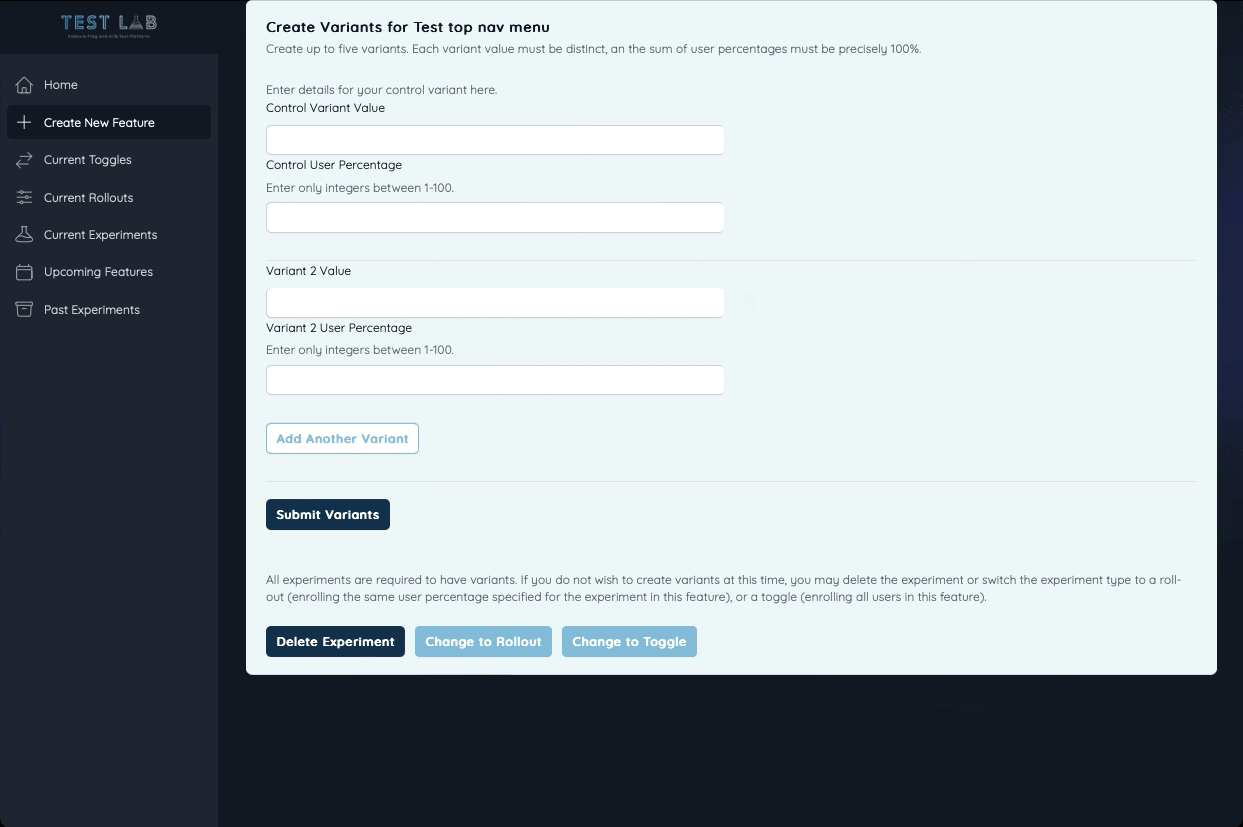 TEST LAB
Feature Flag and A/B Test Platform
Home
Create New Feature
Current Toggles
Current Rollouts
Current Experiments
Upcoming Features
Past Experiments
Create Variants for Test top nav menu
Create up to five variants. Each variant value must be distinct, an the sum of user percentages must be precisely 100%.
Enter details for your control variant here.
Control Variant Value
Control User Percentage
Enter only integers between 1-100.
Variant 2 Value
Variant 2 User Percentage
Enter only integers between 1-100.
Add Another Variant
Submit Variants
All experiments are required to have variants. If you do not wish to create variants at this time, you may delete the experiment or switch the experiment type to a roll-
out (enrolling the same user percentage specified for the experiment in this feature), or a toggle (enrolling all users in this feature).
Delete Experiment
Change to Rollout
Change to Toggle